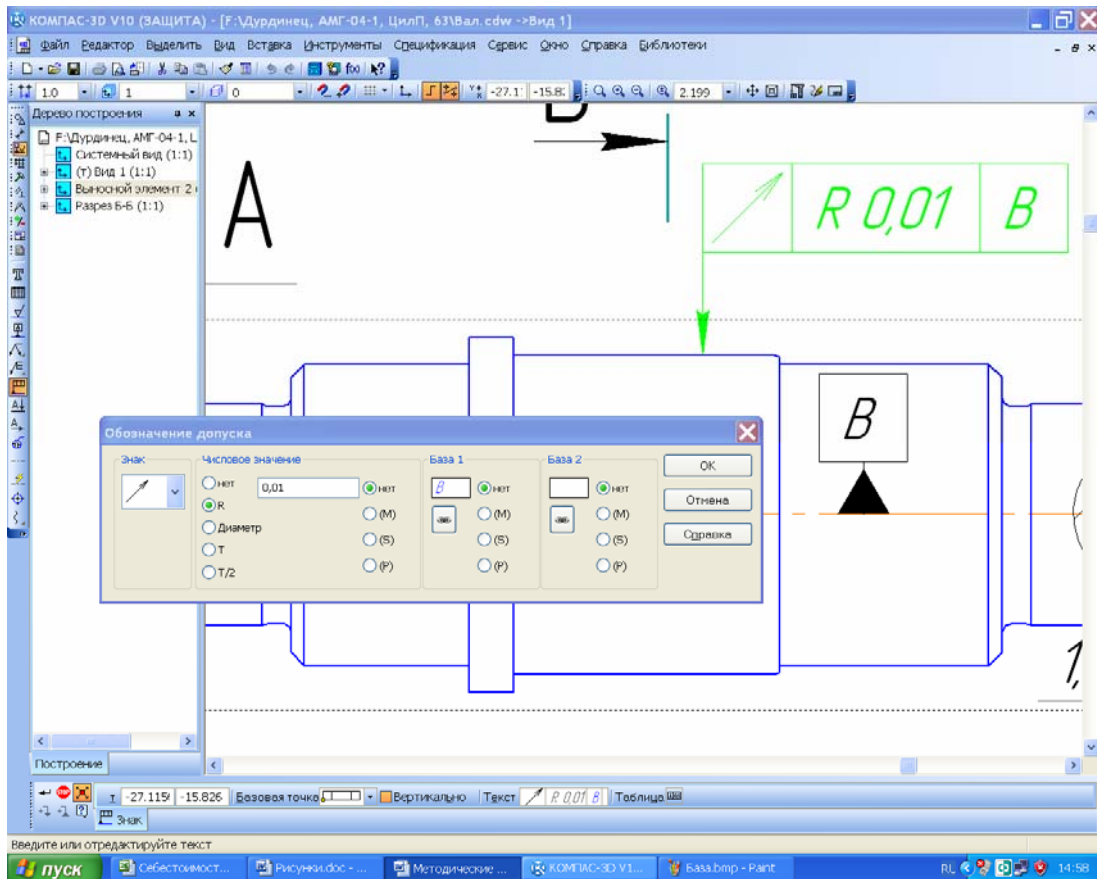 КОМПАС-3D V10 (ЗАЩИТА) - [F:\Дурдинец, АМГ-04-1, ЦилП, 63\Вал.cdw ->Вид 1]
Файл Редактор Выделить Вид Вставка Инструменты Спецификация Сервис Окно Справка Библиотеки
1.0 1 0 -27.1 -15.8 2.199
Дерево построения
F:\Дурдинец, АМГ-04-1, L
Системный вид (1:1)
(т) Вид 1 (1:1)
Выносной элемент 2
Разрез Б-Б (1:1)
А
R 0,01 В
В
Обозначение допуска
Знак Числовое значение База 1 База 2
нет 0,01 нет В нет нет ОК
R (M) (M) (M) Отмена
Диаметр (S) (S) (S) Справка
T (P) (P) (P)
T/2
1,
Построение
т -27.115 -15.826 Базовая точка Вертикально Текст R 0,01 В Таблица
Знак
Введите или отредактируйте текст
пуск Себестоимост... Рисунки.doc - ... Методические ... КОМПАС-3D V1... База.bmp - Paint RL 14:58